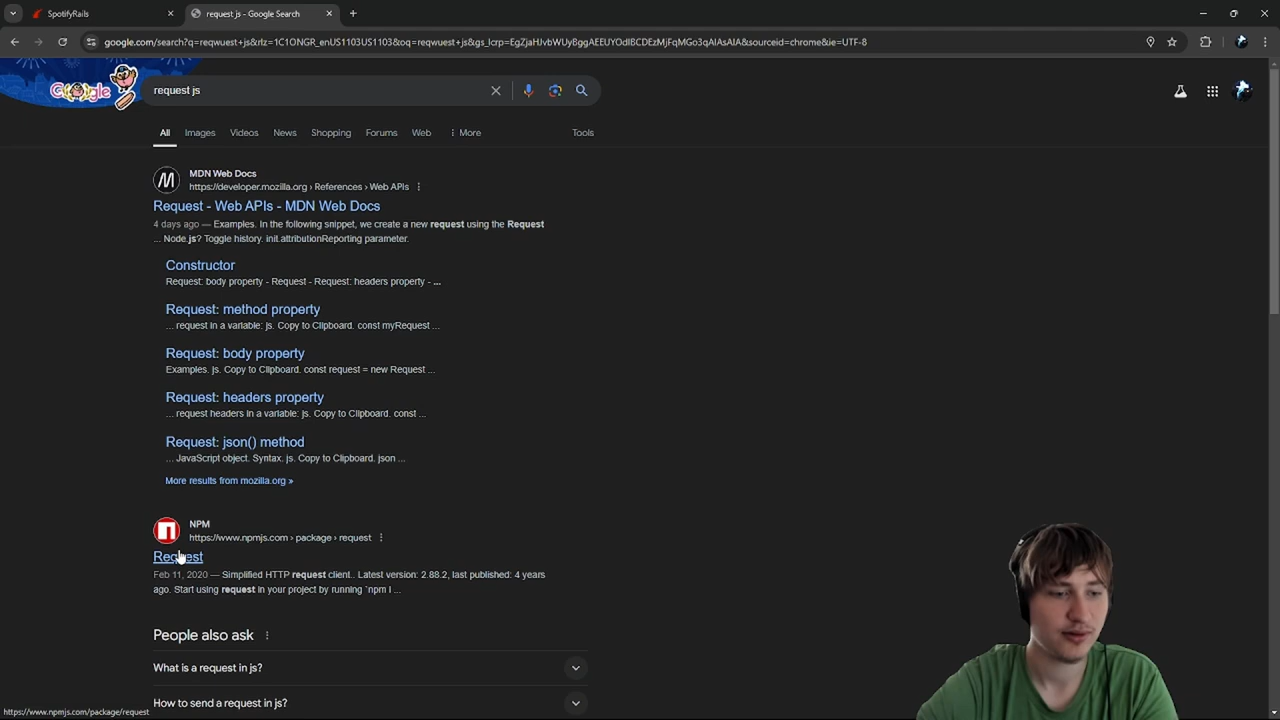 SpotifyRails
reqwuest js - Google Search
google.com/search?q=reqwuest+js&rlz=1C1ONGR_enUS1103US1103&oq=reqwuest+js&gs_lcrp=EgZjaHJvbWUyBggAEEUYOdIBCDEzMjFqMGo3qAIAsAIA&sourceid=chrome&ie=UTF-8
Google
request js
All
Images
Videos
News
Shopping
Forums
Web
More
Tools
MDN Web Docs
https://developer.mozilla.org › References › Web APIs
Request - Web APIs - MDN Web Docs
4 days ago — Examples. In the following snippet, we create a new request using the Request
... Node.js? Toggle history. init.attributionReporting parameter.
Constructor
Request: body property - Request - Request: headers property - ...
Request: method property
... request in a variable: js. Copy to Clipboard. const myRequest ...
Request: body property
Examples. js. Copy to Clipboard. const request = new Request ...
Request: headers property
... request headers in a variable: js. Copy to Clipboard. const ...
Request: json() method
... JavaScript object. Syntax. js. Copy to Clipboard. json ...
More results from mozilla.org »
NPM
https://www.npmjs.com › package › request
Request
Feb 11, 2020 — Simplified HTTP request client.. Latest version: 2.88.2, last published: 4 years
ago. Start using request in your project by running `npm i ...
People also ask
What is a request in js?
How to send a request in js?
https://www.npmjs.com/package/request